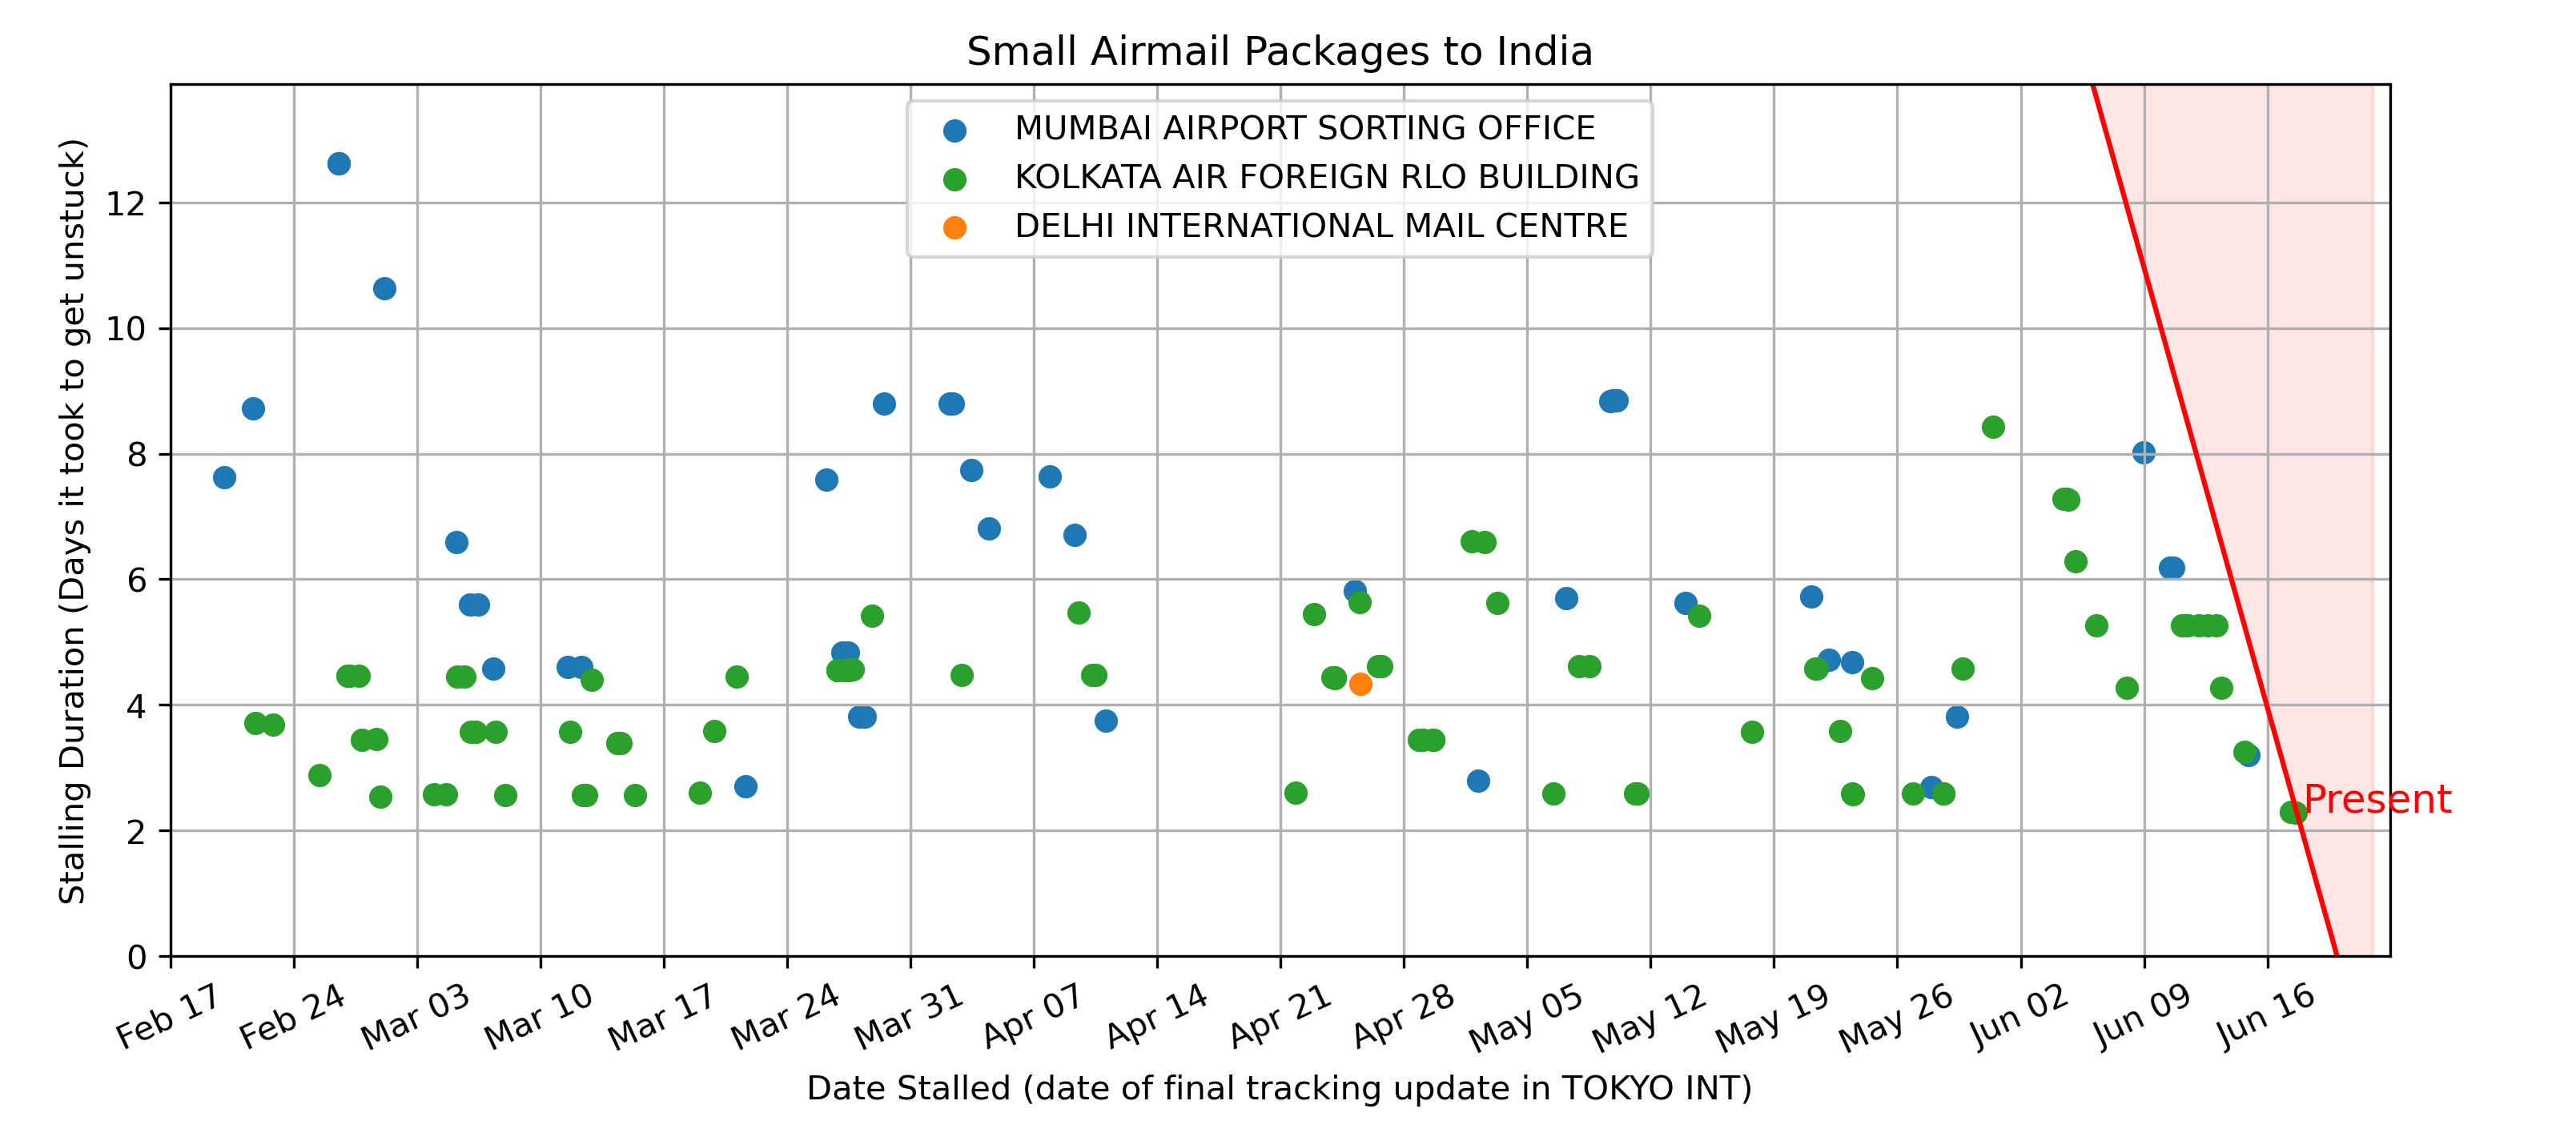 Small Airmail Packages to India
MUMBAI AIRPORT SORTING OFFICE
KOLKATA AIR FOREIGN RLO BUILDING
DELHI INTERNATIONAL MAIL CENTRE
Stalling Duration (Days it took to get unstuck)
12
10
8
6
4
2
0
Present
Feb 17
Feb 24
Mar 03
Mar 10
Mar 17
Mar 24
Mar 31
Apr 07
Apr 14
Apr 21
Apr 28
May 05
May 12
May 19
May 26
Jun 02
Jun 09
Jun 16
Date Stalled (date of final tracking update in TOKYO INT)